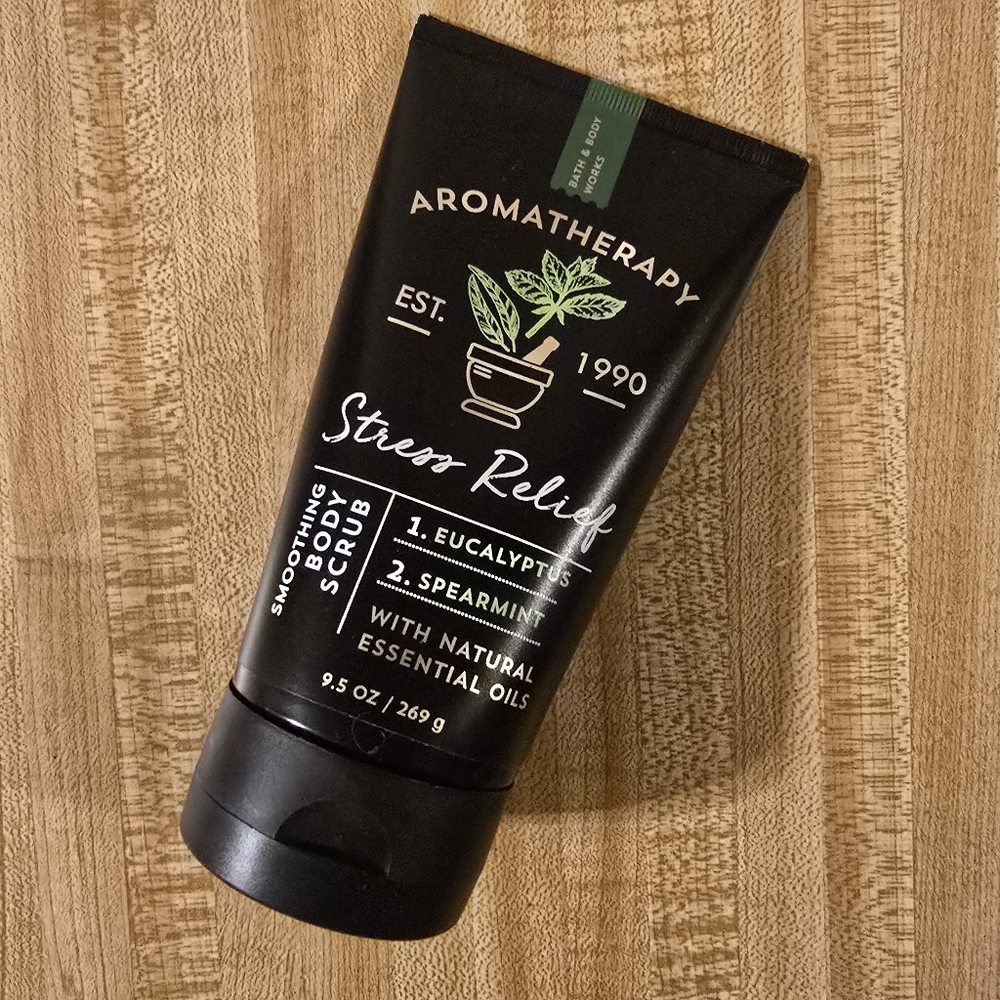 BATH & BODY
WORKS
AROMATHERAPY
EST.
1990
Stress Relief
SMOOTHING
BODY
SCRUB
1. EUCALYPTUS
2. SPEARMINT
WITH NATURAL
ESSENTIAL OILS
9.5 OZ / 269 g